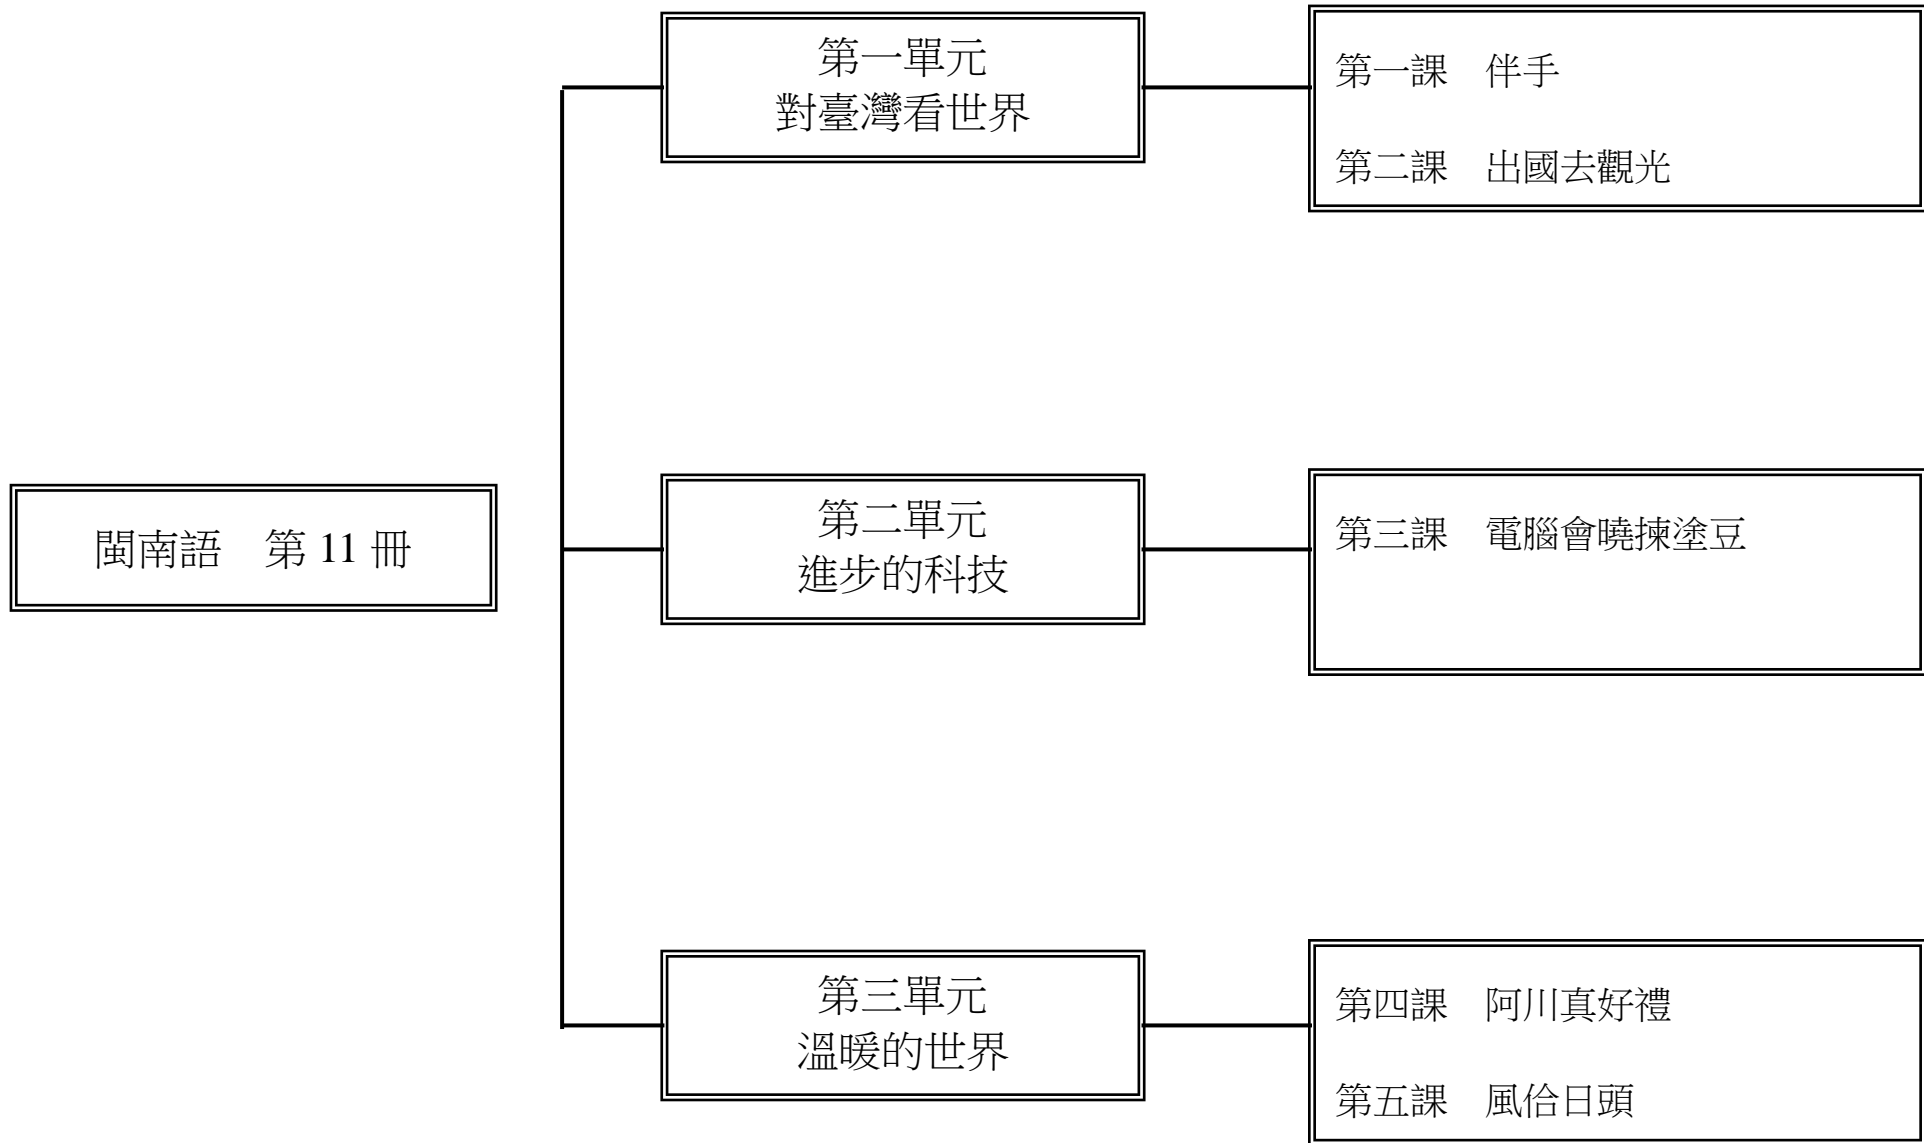 閩南語　第 11 冊
第一單元
對臺灣看世界
第一課　伴手
第二課　出國去觀光
第二單元
進步的科技
第三課　電腦會曉揀塗豆
第三單元
溫暖的世界
第四課　阿川真好禮
第五課　風佮日頭